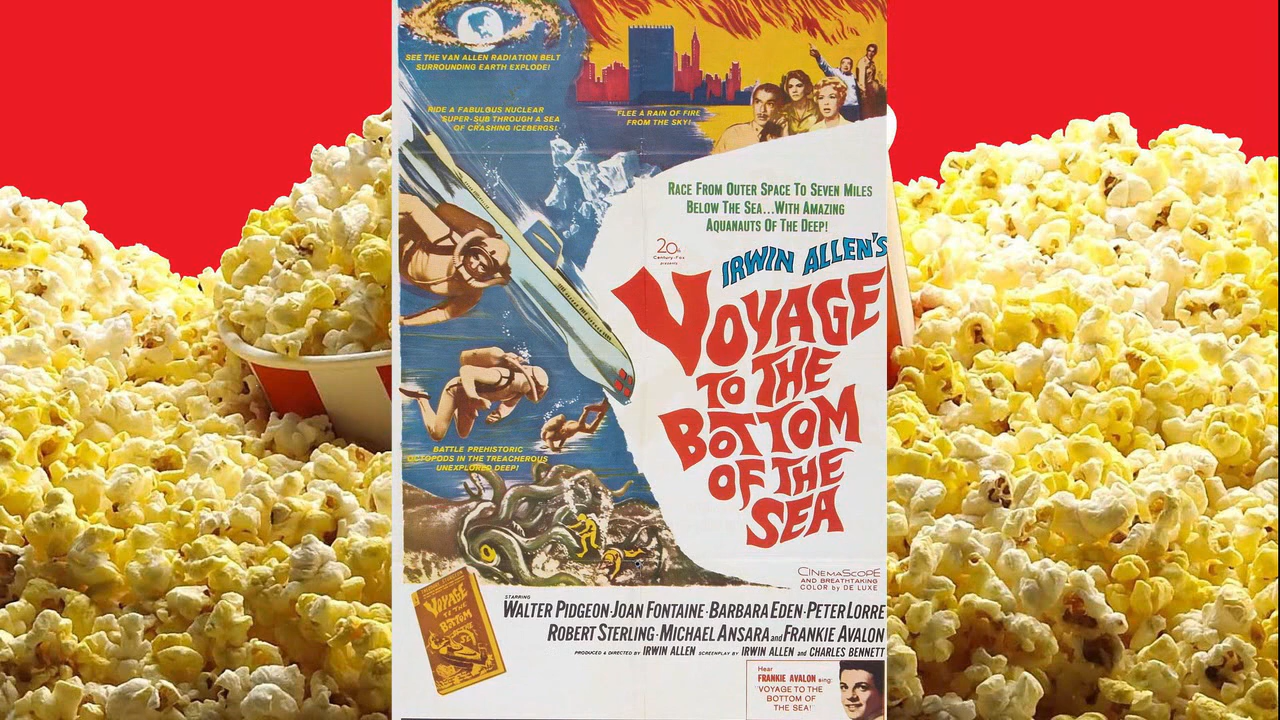 SEE THE VAN ALLEN RADIATION BELT
SURROUNDING EARTH EXPLODE!
RIDE A FABULOUS NUCLEAR
SUPER-SUB THROUGH A SEA
OF CRASHING ICEBERGS!
FLEE A RAIN OF FIRE
FROM THE SKY!
RACE FROM OUTER SPACE TO SEVEN MILES
BELOW THE SEA...WITH AMAZING
AQUANAUTS OF THE DEEP!
20th
Century-Fox
presents
IRWIN ALLEN'S
VOYAGE
TO THE
BOTTOM
OF THE
SEA
BATTLE PREHISTORIC
OCTOPODS IN THE TREACHEROUS
UNEXPLORED DEEP!
CINEMASCOPE
AND BREATHTAKING
COLOR by DE LUXE
VOYAGE
TO THE
BOTTOM
STARRING
WALTER PIDGEON·JOAN FONTAINE·BARBARA EDEN·PETER LORRE
ROBERT STERLING·MICHAEL ANSARA and FRANKIE AVALON
PRODUCED & DIRECTED BY IRWIN ALLEN SCREENPLAY BY IRWIN ALLEN and CHARLES BENNETT
Hear
FRANKIE AVALON sing:
'VOYAGE TO THE
BOTTOM OF
THE SEA!'